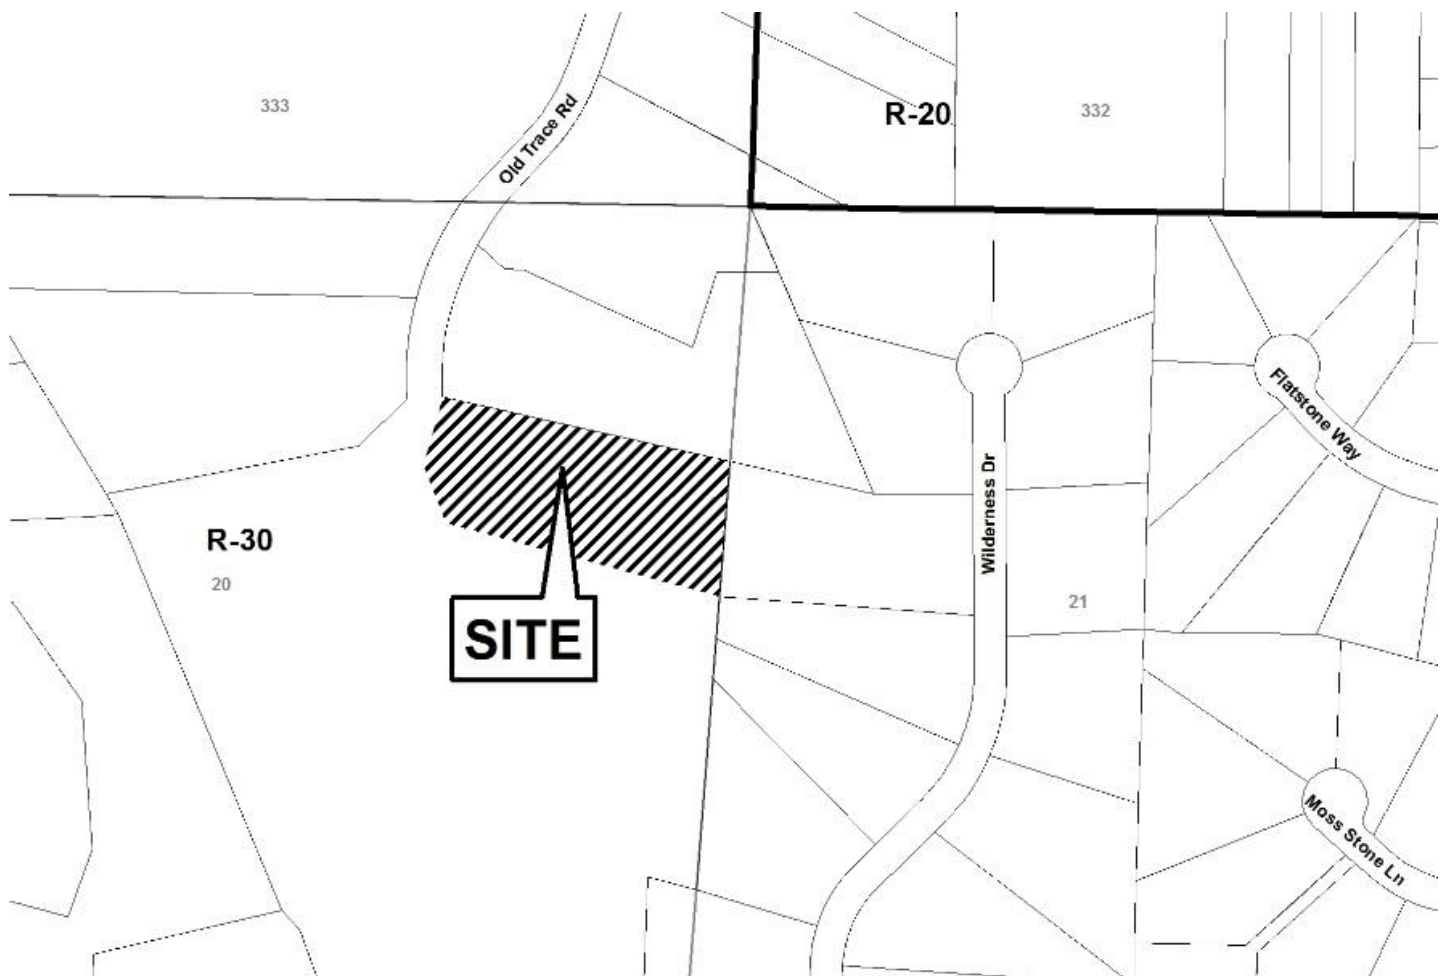 333
Old Trace Rd
R-20
332
Flatstone Way
Wilderness Dr
R-30
20
SITE
21
Moss Stone Ln